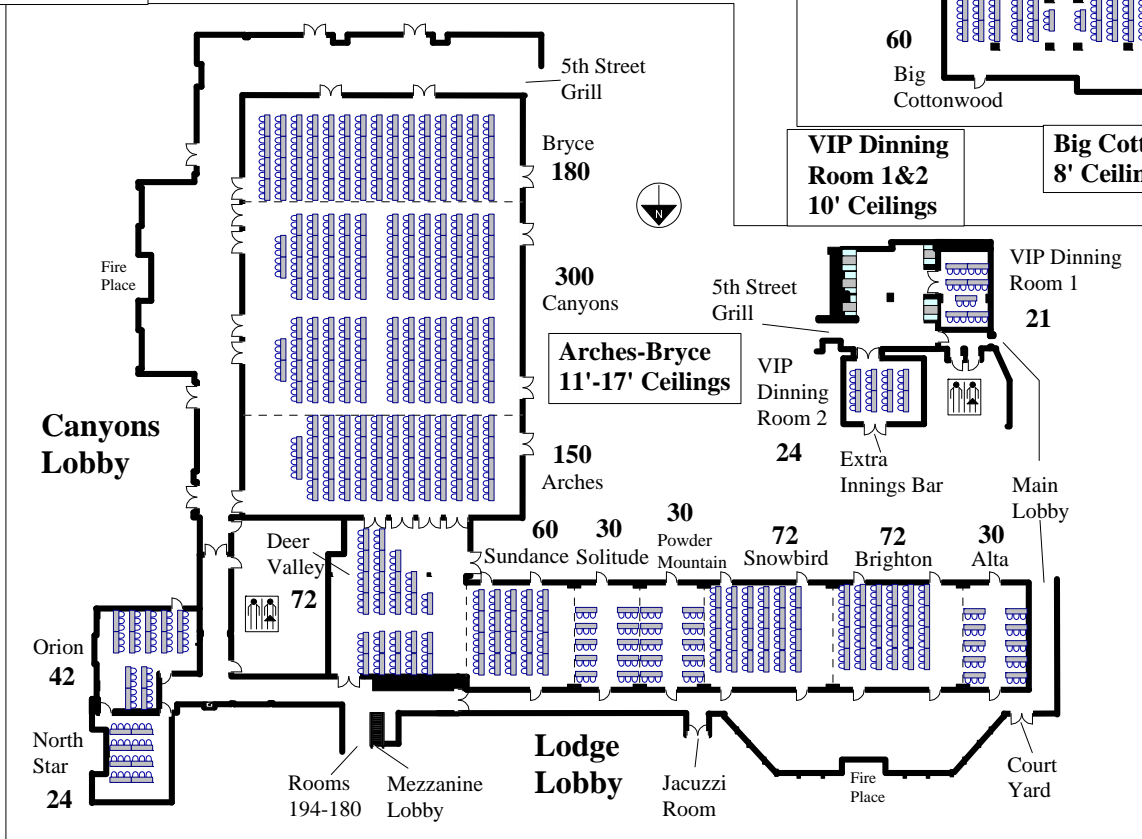 5th Street
Grill
60
Big
Cottonwood
VIP Dinning
Room 1&2
10' Ceilings
Big Cott
8' Ceilin
Bryce
180
N
300
Canyons
Fire
Place
Arches-Bryce
11'-17' Ceilings
5th Street
Grill
VIP Dinning
Room 1
21
VIP
Dinning
Room 2
24
Canyons
Lobby
150
Arches
Extra
Innings Bar
Main
Lobby
Deer
Valley
72
60
Sundance
30
Solitude
30
Powder
Mountain
72
Snowbird
72
Brighton
30
Alta
Orion
42
North
Star
24
Rooms
194-180
Mezzanine
Lobby
Lodge
Lobby
Jacuzzi
Room
Fire
Place
Court
Yard